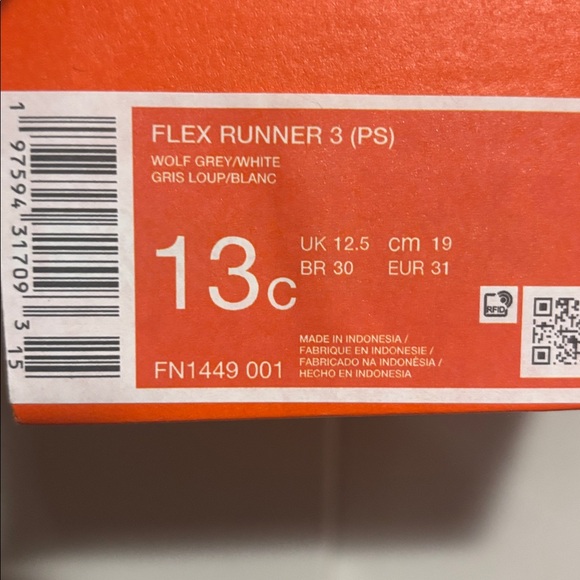 FLEX RUNNER 3 (PS)
WOLF GREY/WHITE
GRIS LOUP/BLANC
13C
UK 12.5 cm 19
BR 30 EUR 31
RFID
MADE IN INDONESIA /
FABRIQUE EN INDONESIE /
FABRICADO NA INDONÉSIA /
HECHO EN INDONESIA
FN1449 001
1 97594 31709 3 15